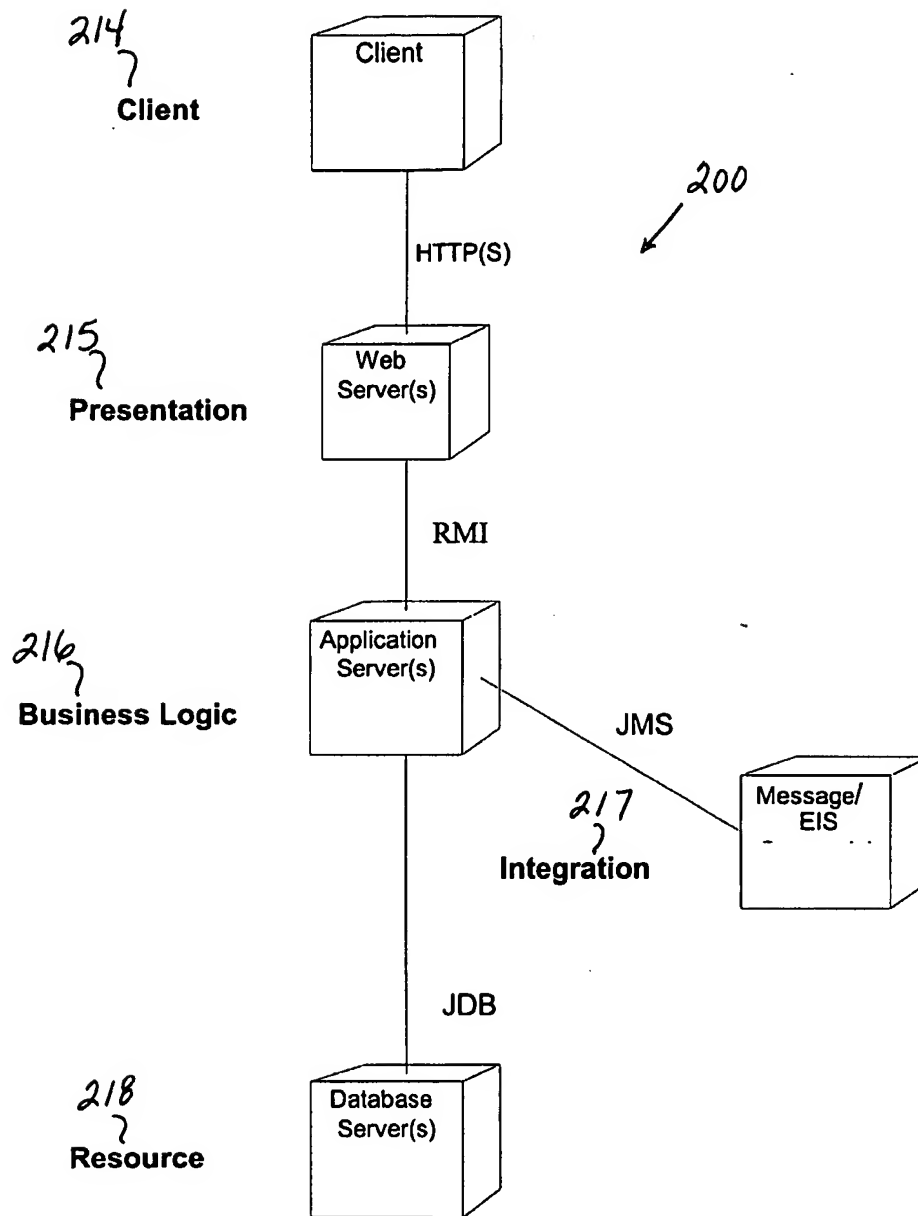 214
Client
Client
200
HTTP(S)
215
Presentation
Web
Server(s)
RMI
216
Business Logic
Application
Server(s)
JMS
217
Integration
Message/
EIS
JDB
218
Resource
Database
Server(s)